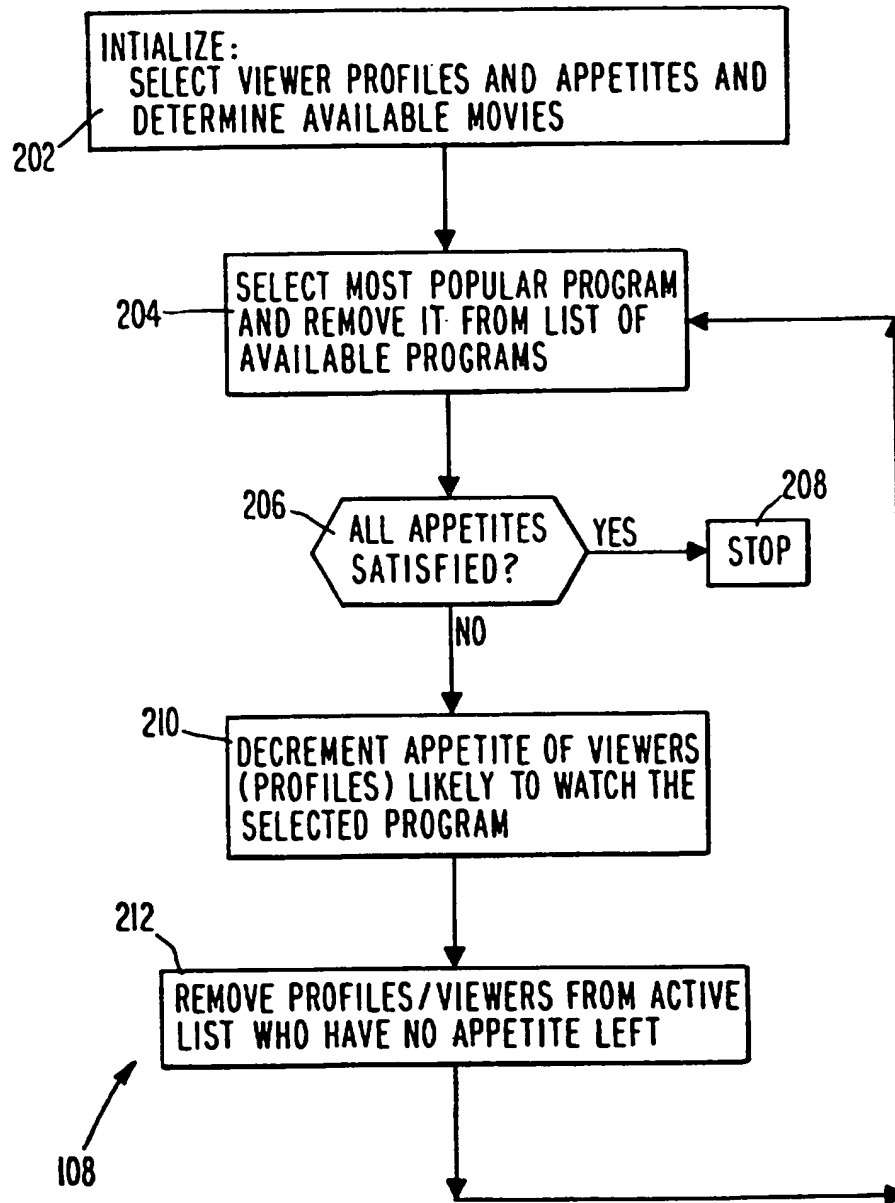 INTIALIZE:
SELECT VIEWER PROFILES AND APPETITES AND
DETERMINE AVAILABLE MOVIES
202
SELECT MOST POPULAR PROGRAM
AND REMOVE IT FROM LIST OF
AVAILABLE PROGRAMS
204
206
ALL APPETITES
SATISFIED?
YES
208
STOP
NO
210
DECREMENT APPETITE OF VIEWERS
(PROFILES) LIKELY TO WATCH THE
SELECTED PROGRAM
212
REMOVE PROFILES/VIEWERS FROM ACTIVE
LIST WHO HAVE NO APPETITE LEFT
108